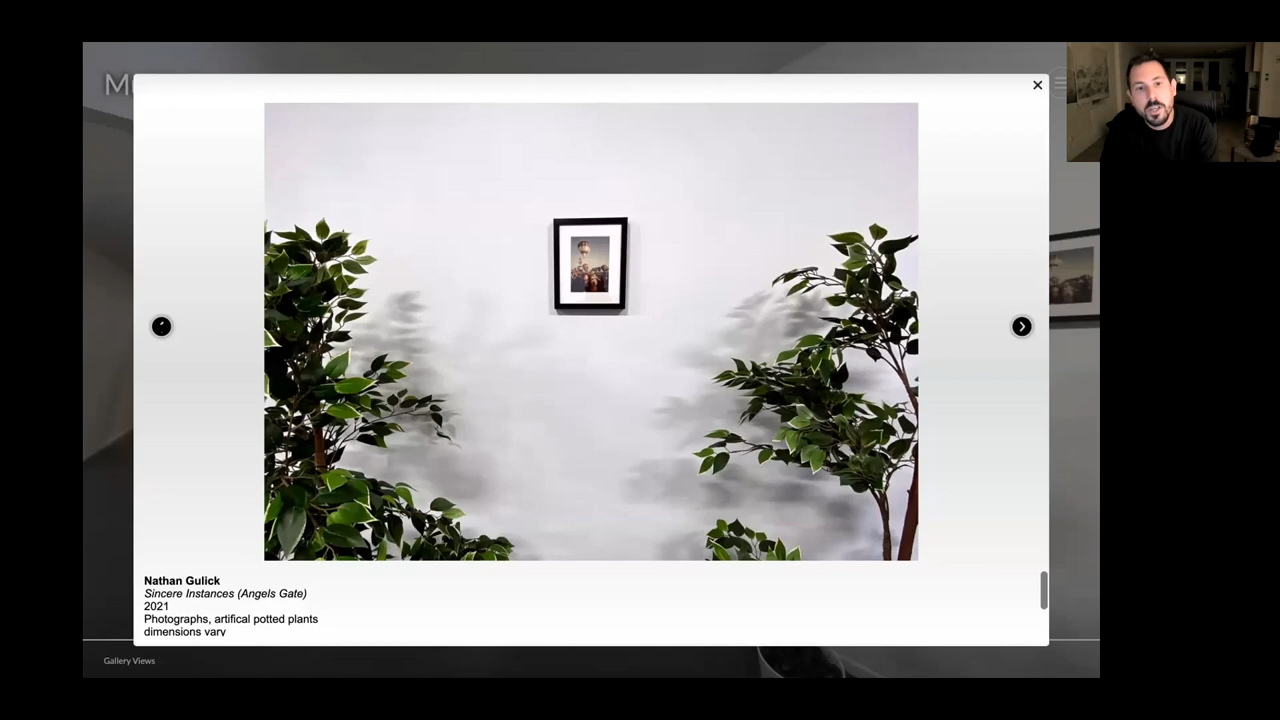 M
Nathan Gulick
Sincere Instances (Angels Gate)
2021
Photographs, artifical potted plants
dimensions vary
Gallery Views